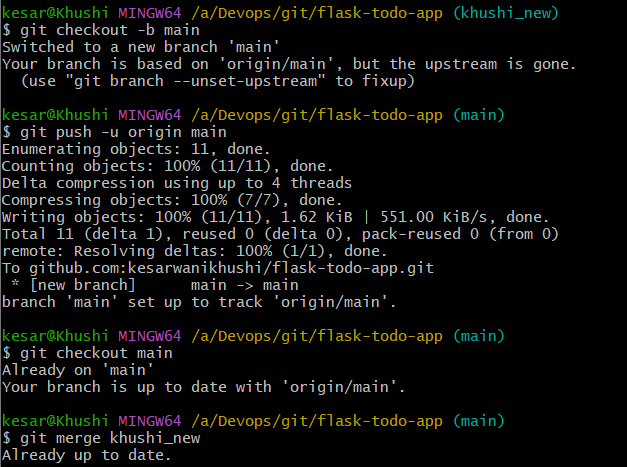 kesar@Khushi MINGW64 /a/Devops/git/flask-todo-app (khushi_new)
$ git checkout -b main
Switched to a new branch 'main'
Your branch is based on 'origin/main', but the upstream is gone.
  (use "git branch --unset-upstream" to fixup)

kesar@Khushi MINGW64 /a/Devops/git/flask-todo-app (main)
$ git push -u origin main
Enumerating objects: 11, done.
Counting objects: 100% (11/11), done.
Delta compression using up to 4 threads
Compressing objects: 100% (7/7), done.
Writing objects: 100% (11/11), 1.62 KiB | 551.00 KiB/s, done.
Total 11 (delta 1), reused 0 (delta 0), pack-reused 0 (from 0)
remote: Resolving deltas: 100% (1/1), done.
To github.com:kesarwanikhushi/flask-todo-app.git
 * [new branch]      main -> main
branch 'main' set up to track 'origin/main'.

kesar@Khushi MINGW64 /a/Devops/git/flask-todo-app (main)
$ git checkout main
Already on 'main'
Your branch is up to date with 'origin/main'.

kesar@Khushi MINGW64 /a/Devops/git/flask-todo-app (main)
$ git merge khushi_new
Already up to date.